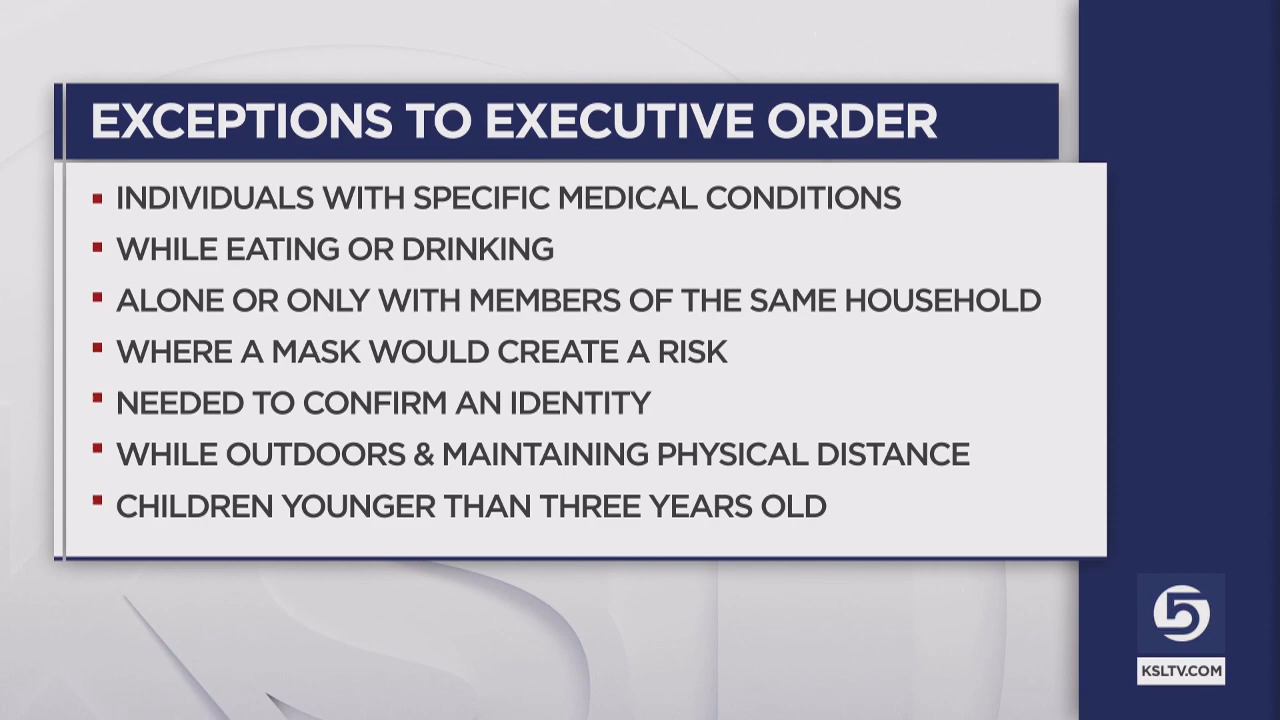 EXCEPTIONS TO EXECUTIVE ORDER
INDIVIDUALS WITH SPECIFIC MEDICAL CONDITIONS
WHILE EATING OR DRINKING
ALONE OR ONLY WITH MEMBERS OF THE SAME HOUSEHOLD
WHERE A MASK WOULD CREATE A RISK
NEEDED TO CONFIRM AN IDENTITY
WHILE OUTDOORS & MAINTAINING PHYSICAL DISTANCE
CHILDREN YOUNGER THAN THREE YEARS OLD
5
KSLTV.COM